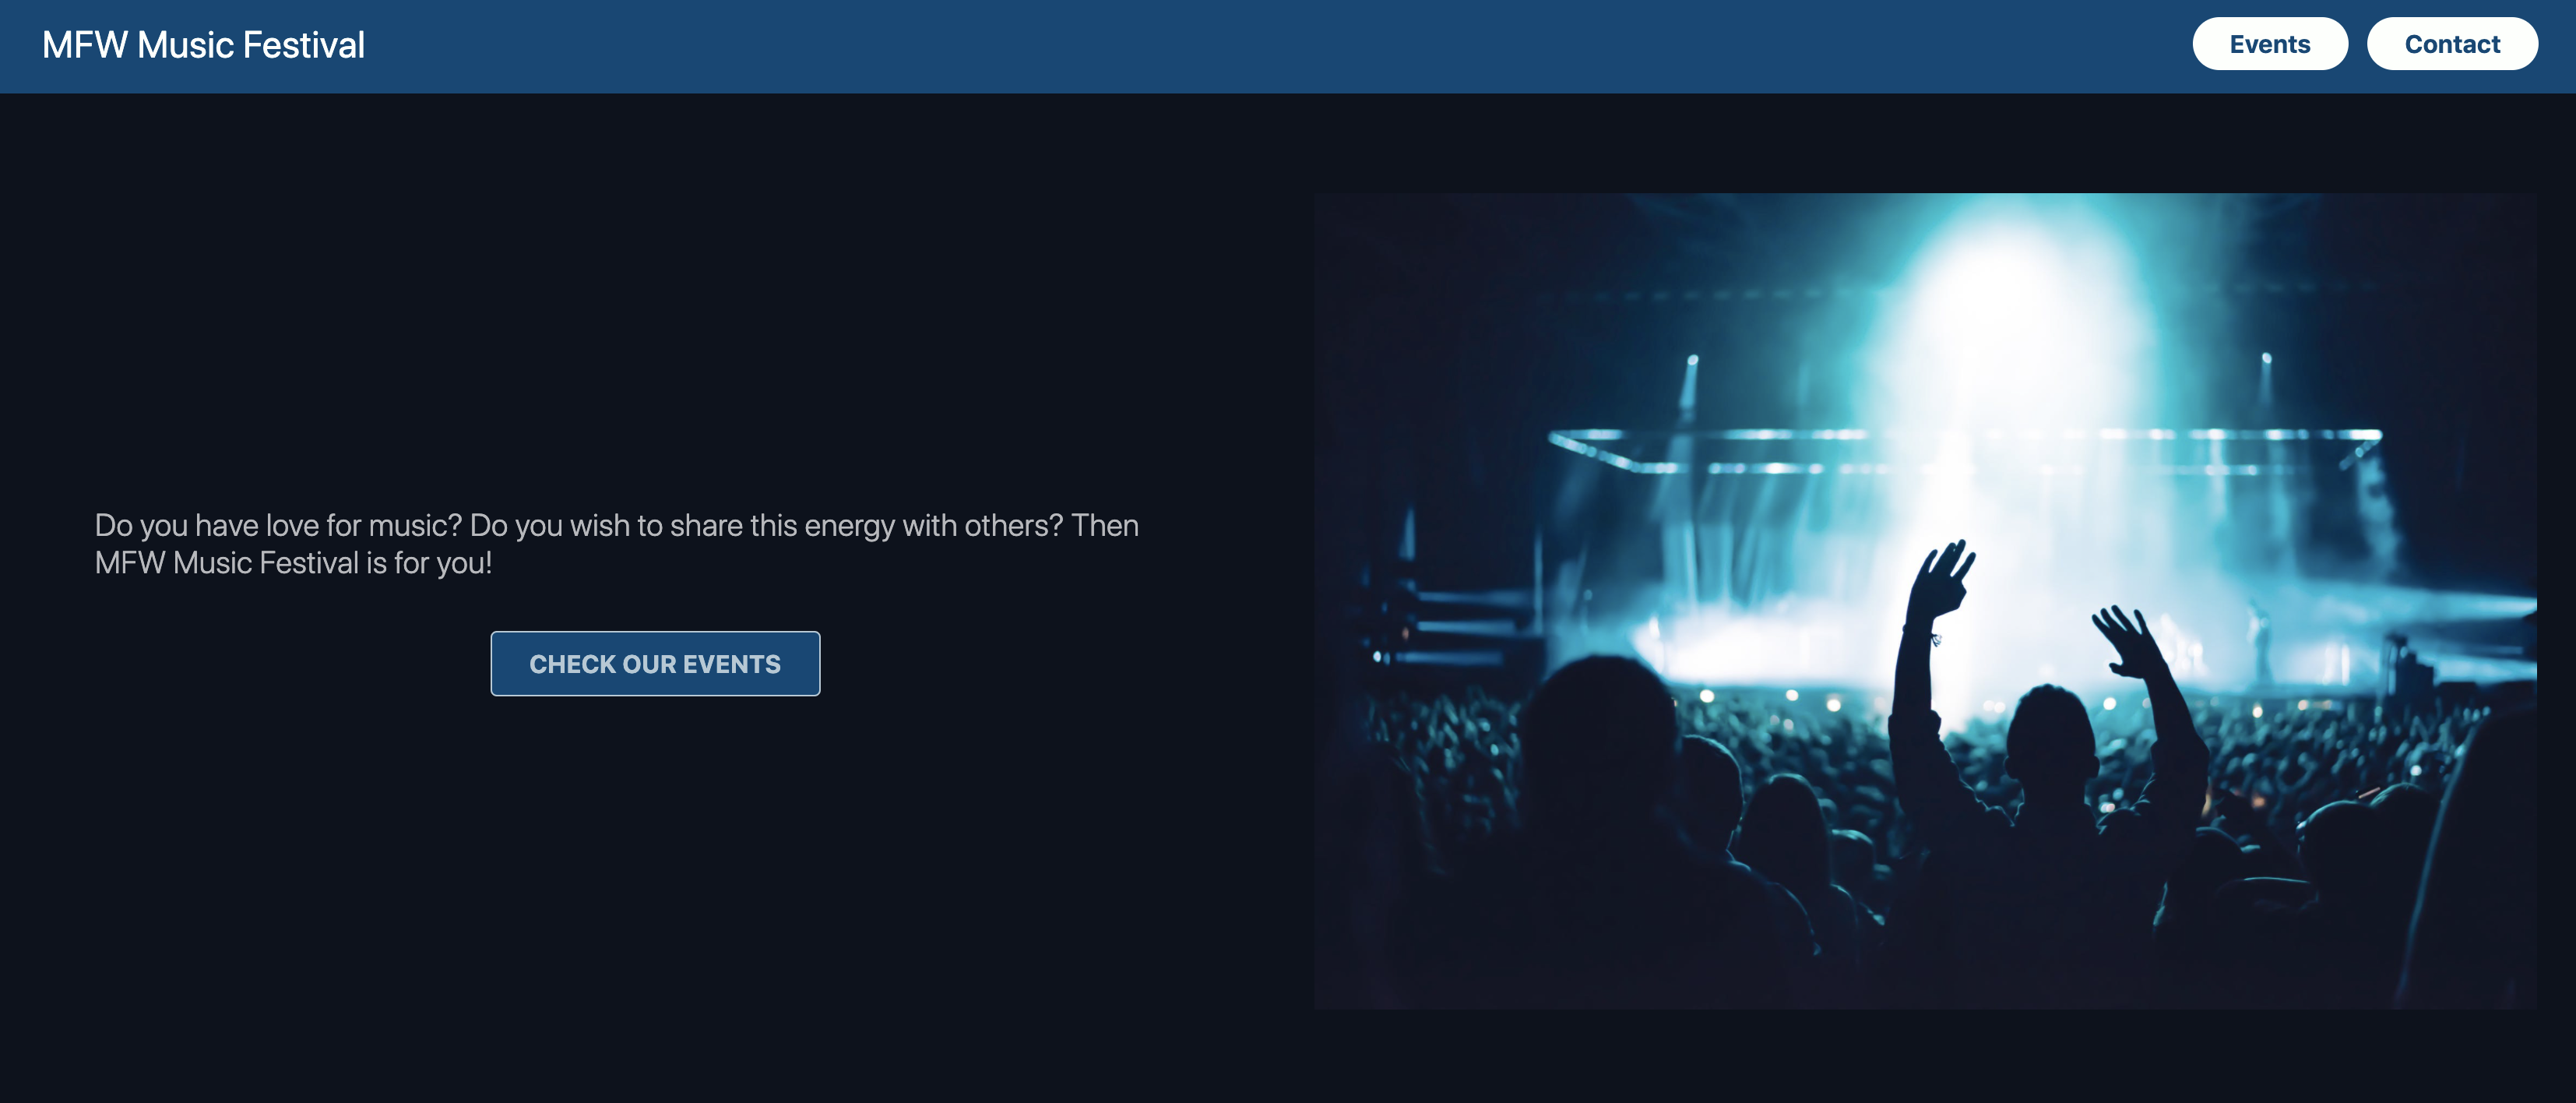 MFW Music Festival
Events
Contact
Do you have love for music? Do you wish to share this energy with others? Then
MFW Music Festival is for you!
CHECK OUR EVENTS